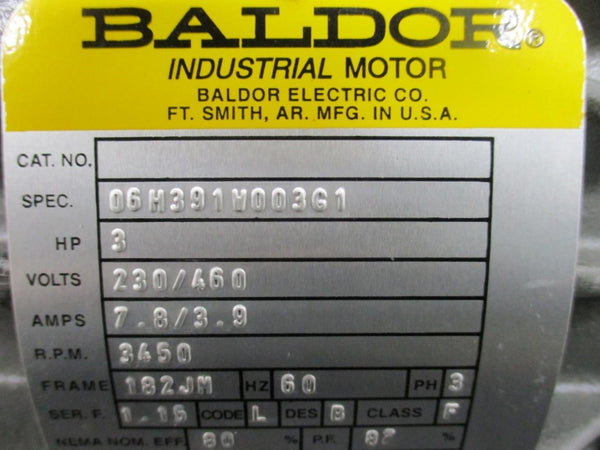 BALDOR®
INDUSTRIAL MOTOR
BALDOR ELECTRIC CO.
FT. SMITH, AR. MFG. IN U.S.A.
CAT. NO.
SPEC. 06H391W003G1
HP 3
VOLTS 230/460
AMPS 7.8/3.9
R.P.M. 3450
FRAME 182JM HZ 60 PH 3
SER. F. 1.15 CODE L DES B CLASS F
NEMA NOM. EFF. % P.F. %